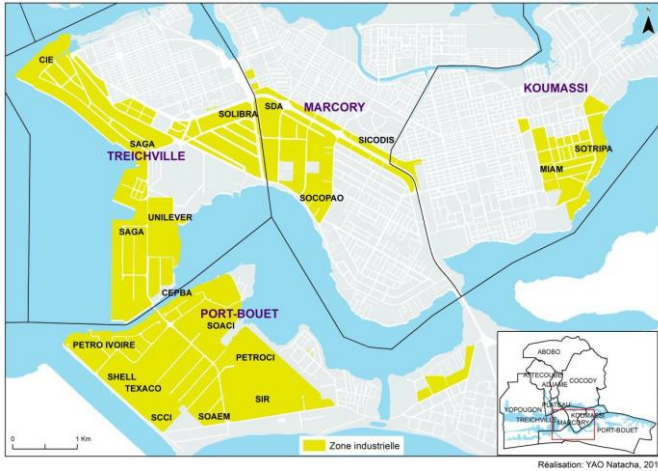 N
CIE
KOUMASSI
SDA
MARCORY
SOLIBRA
SICODIS
SAGA
TREICHVILLE
SOTRIPA
MIAM
SOCOPAO
UNILEVER
SAGA
CEPBA
PORT-BOUET
SOACI
PETRO IVOIRE
PETROCI
SHELL
TEXACO
SIR
SCCI
SOAEM
ABOBO
ADJAME
COCODY
PLATEAU
YOPOUGON
KOUMASSI
TREICHVILLE
MARCORY
PORT-BOUET
0 1 Km
Zone industrielle
Réalisation: YAO Natacha, 201